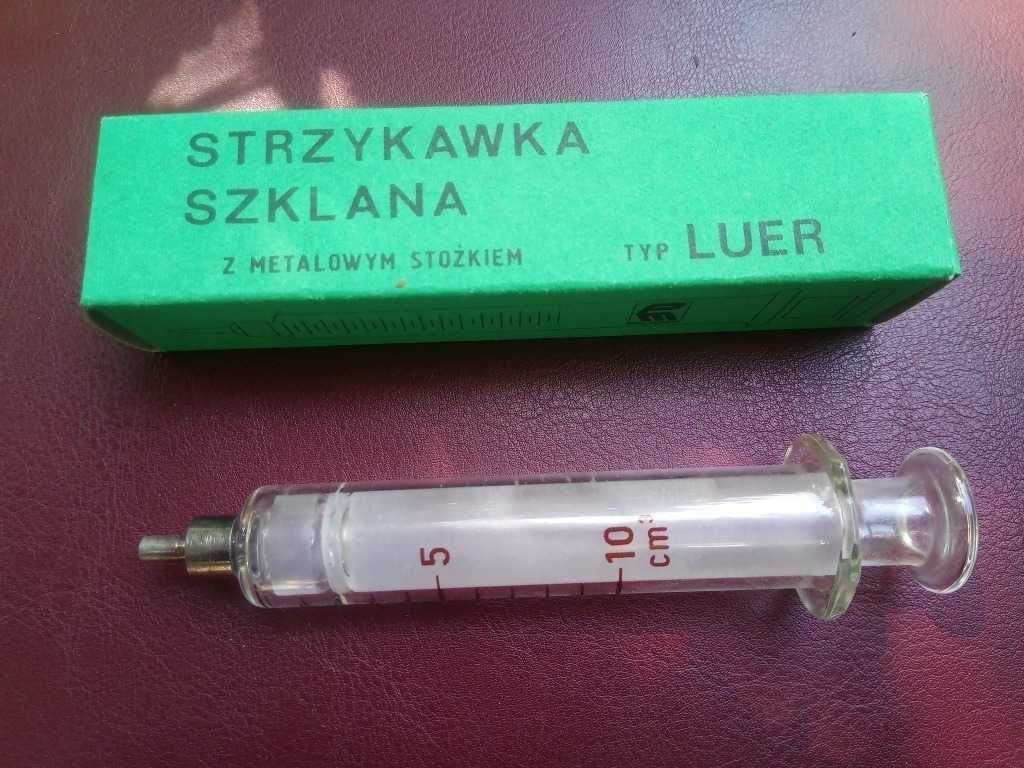 STRZYKAWKA
SZKLANA
Z METALOWYM STOŻKIEM
TYP LUER
5
10
cm³